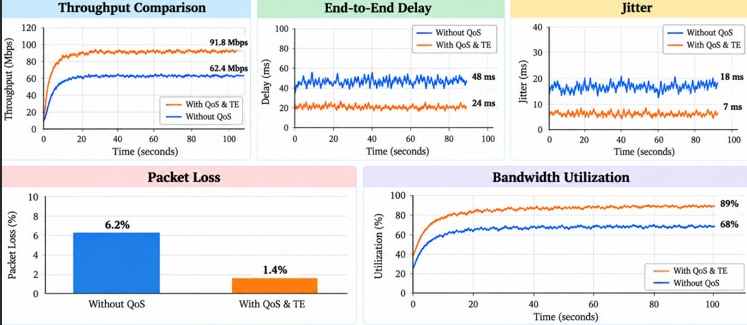 Throughput Comparison
Throughput (Mbps)
120
100
80
60
40
20
0
91.8 Mbps
62.4 Mbps
With QoS & TE
Without QoS
0 20 40 60 80 100
Time (seconds)
End-to-End Delay
Delay (ms)
100
80
60
40
20
0
Without QoS
With QoS & TE
48 ms
24 ms
0 20 40 60 80 100
Time (seconds)
Jitter
Jitter (ms)
40
30
20
10
0
Without QoS
With QoS & TE
18 ms
7 ms
0 20 40 60 80 100
Time (seconds)
Packet Loss
Packet Loss (%)
10
8
6
4
2
0
6.2%
1.4%
Without QoS
With QoS & TE
Bandwidth Utilization
Utilization (%)
100
80
60
40
20
0
89%
68%
With QoS & TE
Without QoS
0 20 40 60 80 100
Time (seconds)